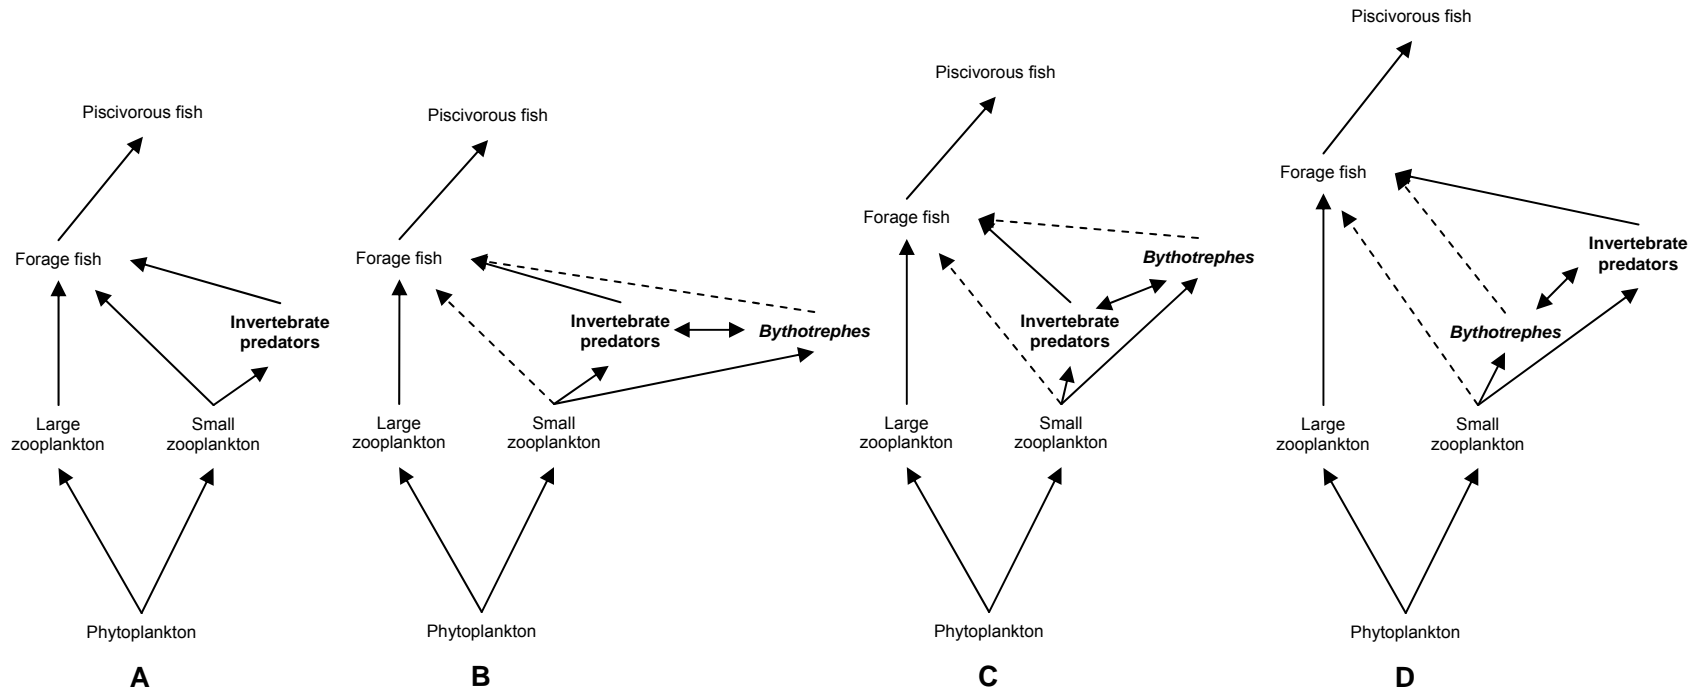 Piscivorous fish
Forage fish
Invertebrate
predators
Large
zooplankton
Small
zooplankton
Phytoplankton
A
Piscivorous fish
Forage fish
Invertebrate
predators
Bythotrephes
Large
zooplankton
Small
zooplankton
Phytoplankton
B
Piscivorous fish
Forage fish
Bythotrephes
Invertebrate
predators
Large
zooplankton
Small
zooplankton
Phytoplankton
C
Piscivorous fish
Forage fish
Invertebrate
predators
Bythotrephes
Large
zooplankton
Small
zooplankton
Phytoplankton
D